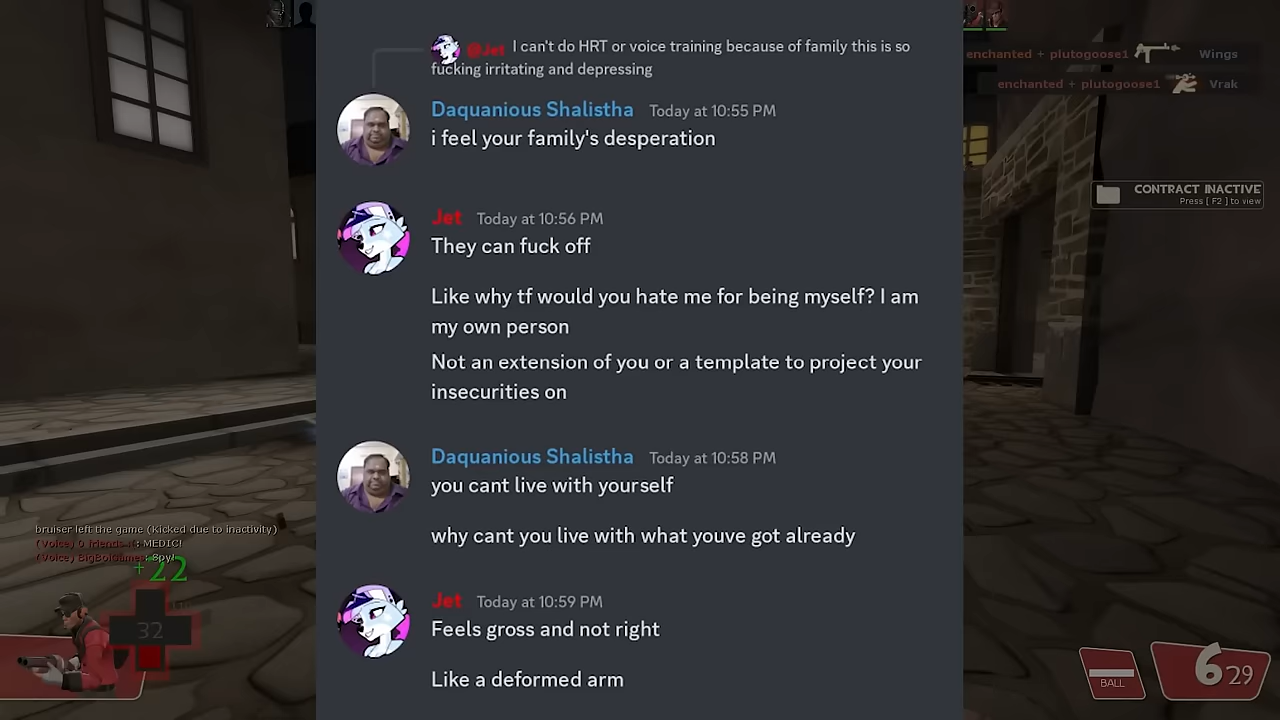 @Jet I can't do HRT or voice training because of family this is so
fucking irritating and depressing
Daquanious Shalistha Today at 10:55 PM
i feel your family's desperation
Jet Today at 10:56 PM
They can fuck off
Like why tf would you hate me for being myself? I am
my own person
Not an extension of you or a template to project your
insecurities on
Daquanious Shalistha Today at 10:58 PM
you cant live with yourself
why cant you live with what youve got already
Jet Today at 10:59 PM
Feels gross and not right
Like a deformed arm
enchanted + plutogoose1 Wings
enchanted + plutogoose1 Vrak
CONTRACT INACTIVE
Press [ F2 ] to view
bruiser left the game (Kicked due to inactivity)
(Voice) 0 friends : MEDIC!
(Voice) BigBolGames: Spy!
+22
32
BALL
6 29